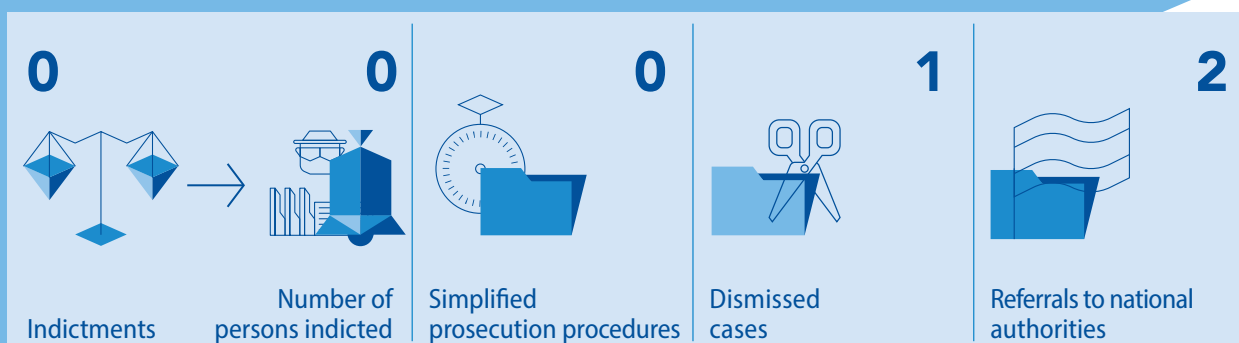 0
0
0
1
2
Indictments
Number of
persons indicted
Simplified
prosecution procedures
Dismissed
cases
Referrals to national
authorities